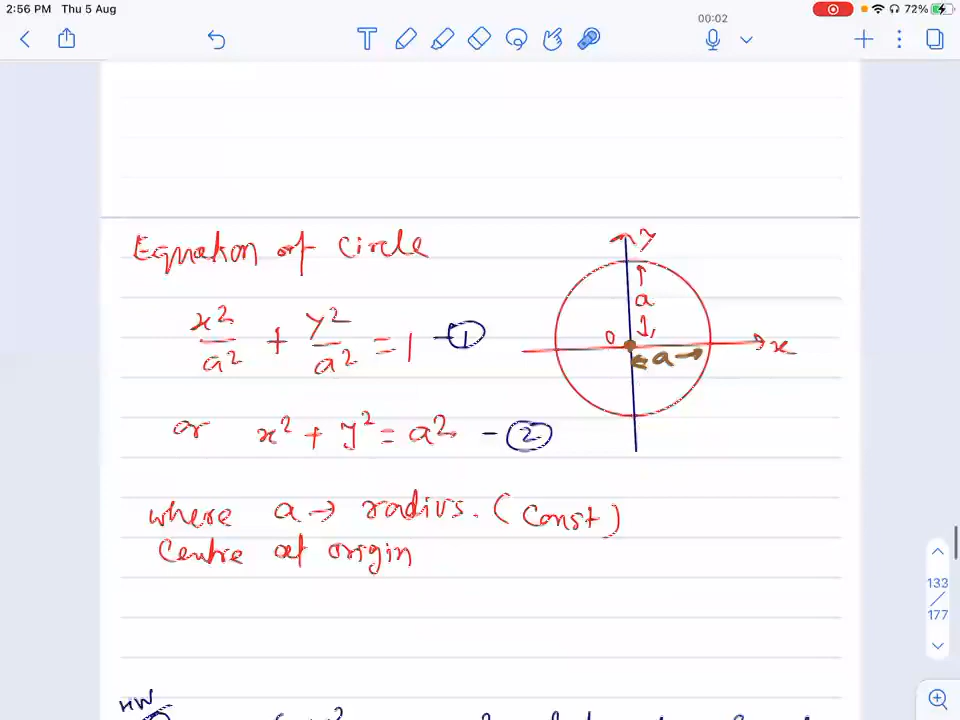 2:56 PM Thu 5 Aug
72%
00:02
T
Equation of Circle
x²/a² + y²/a² = 1 - ①
or x² + y² = a² - ②
where a → radius. (Const)
Centre at origin
y
a
O
a
x
133
/
177
HW